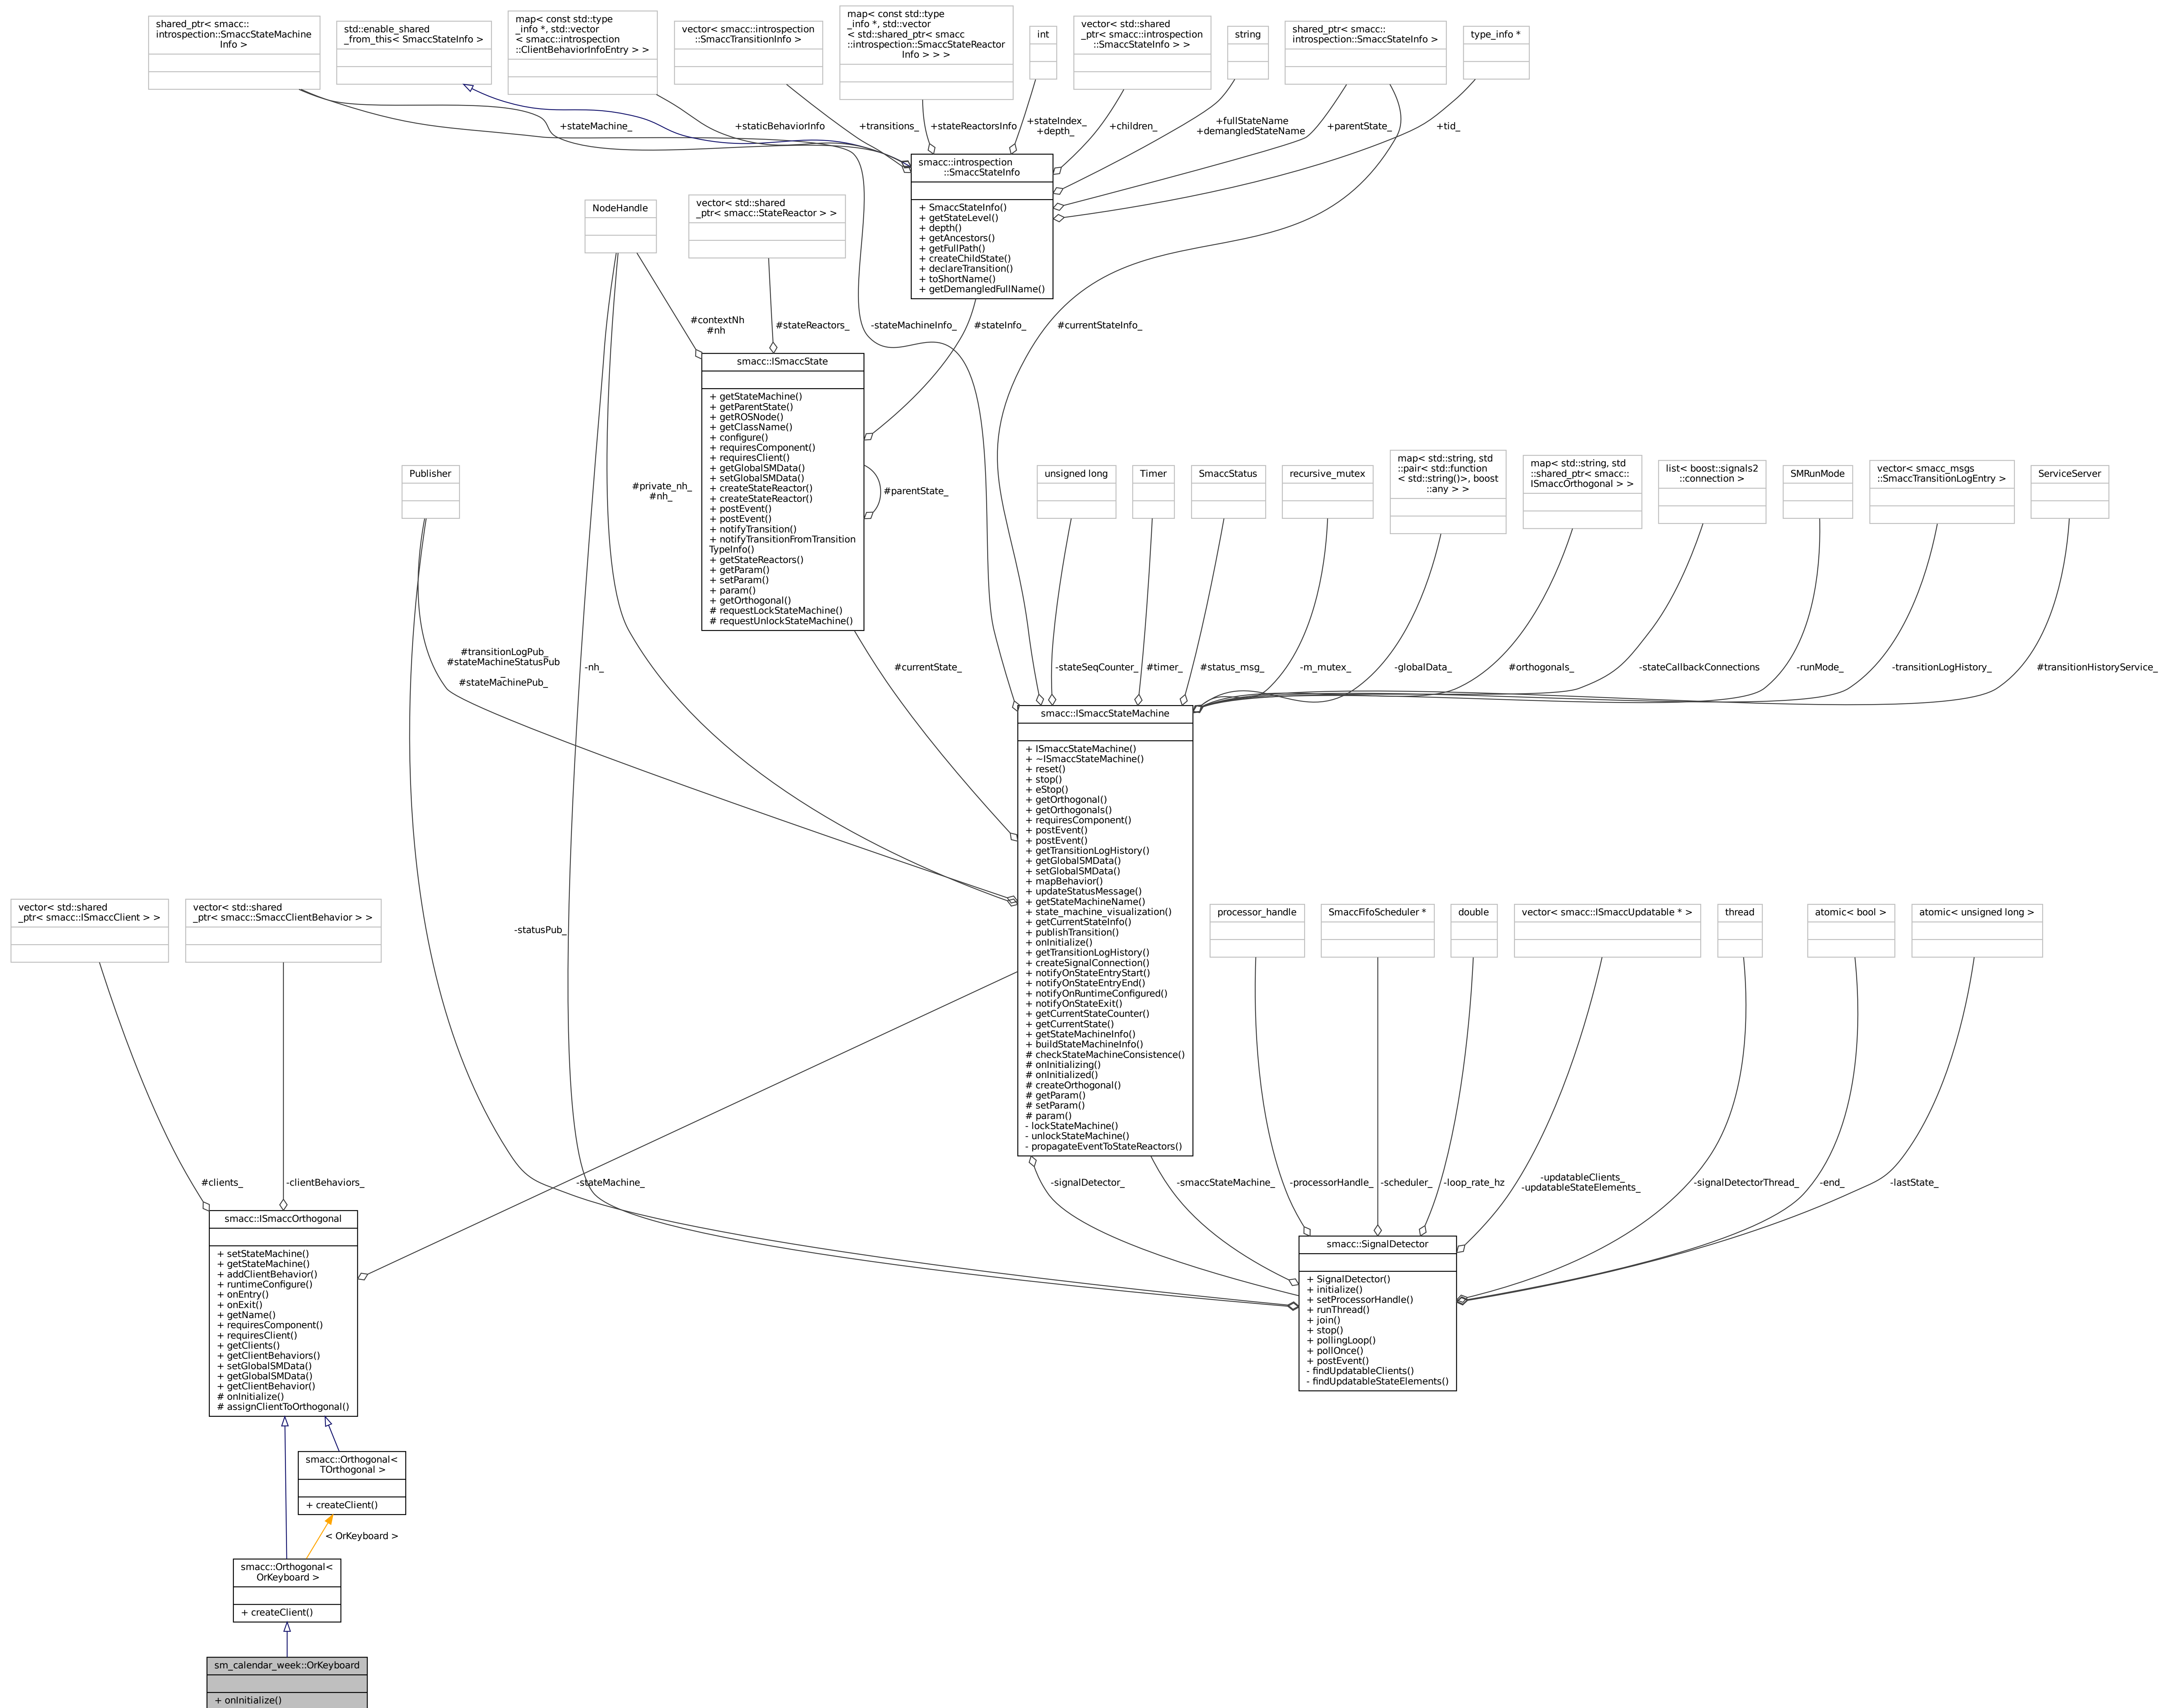 shared_ptr< smacc::
introspection::SmaccStateMachine
Info >
std::enable_shared
_from_this< SmaccStateInfo >
map< const std::type
_info *, std::vector
< smacc::introspection
::ClientBehaviorInfoEntry > >
vector< smacc::introspection
::SmaccTransitionInfo >
map< const std::type
_info *, std::vector
< std::shared_ptr< smacc
::introspection::SmaccStateReactor
Info > > >
int
vector< std::shared
_ptr< smacc::introspection
::SmaccStateInfo > >
string
shared_ptr< smacc::
introspection::SmaccStateInfo >
type_info *
+stateMachine_
+staticBehaviorInfo
+transitions_
+stateReactorsInfo
+stateIndex_
+depth_
+children_
+fullStateName
+demangledStateName
+parentState_
+tid_
smacc::introspection
::SmaccStateInfo
+ SmaccStateInfo()
+ getStateLevel()
+ depth()
+ getAncestors()
+ getFullPath()
+ createChildState()
+ declareTransition()
+ toShortName()
+ getDemangledFullName()
NodeHandle
vector< std::shared
_ptr< smacc::StateReactor > >
#contextNh
#nh
#stateReactors_
-stateMachineInfo_
#stateInfo_
#currentStateInfo_
smacc::ISmaccState
+ getStateMachine()
+ getParentState()
+ getROSNode()
+ getClassName()
+ configure()
+ requiresComponent()
+ requiresClient()
+ getGlobalSMData()
+ setGlobalSMData()
+ createStateReactor()
+ createStateReactor()
+ postEvent()
+ postEvent()
+ notifyTransition()
+ notifyTransitionFromTransition
TypeInfo()
+ getStateReactors()
+ getParam()
+ setParam()
+ param()
+ getOrthogonal()
# requestLockStateMachine()
# requestUnlockStateMachine()
#parentState_
Publisher
#private_nh_
#nh_
unsigned long
Timer
SmaccStatus
recursive_mutex
map< std::string, std
::pair< std::function
< std::string()>, boost
::any > >
map< std::string, std
::shared_ptr< smacc::
ISmaccOrthogonal > >
list< boost::signals2
::connection >
SMRunMode
vector< smacc_msgs
::SmaccTransitionLogEntry >
ServiceServer
#transitionLogPub_
#stateMachineStatusPub
_
#stateMachinePub_
-nh_
#currentState_
-stateSeqCounter_
#timer_
#status_msg_
-m_mutex_
-globalData_
#orthogonals_
-stateCallbackConnections
-runMode_
-transitionLogHistory_
#transitionHistoryService_
smacc::ISmaccStateMachine
+ ISmaccStateMachine()
+ ~ISmaccStateMachine()
+ reset()
+ stop()
+ eStop()
+ getOrthogonal()
+ getOrthogonals()
+ requiresComponent()
+ postEvent()
+ postEvent()
+ getTransitionLogHistory()
+ getGlobalSMData()
+ setGlobalSMData()
+ mapBehavior()
+ updateStatusMessage()
+ getStateMachineName()
+ state_machine_visualization()
+ getCurrentStateInfo()
+ publishTransition()
+ onInitialize()
+ getTransitionLogHistory()
+ createSignalConnection()
+ notifyOnStateEntryStart()
+ notifyOnStateEntryEnd()
+ notifyOnRuntimeConfigured()
+ notifyOnStateExit()
+ getCurrentStateCounter()
+ getCurrentState()
+ getStateMachineInfo()
+ buildStateMachineInfo()
# checkStateMachineConsistence()
# onInitializing()
# onInitialized()
# createOrthogonal()
# getParam()
# setParam()
# param()
- lockStateMachine()
- unlockStateMachine()
- propagateEventToStateReactors()
vector< std::shared
_ptr< smacc::ISmaccClient > >
vector< std::shared
_ptr< smacc::SmaccClientBehavior > >
-statusPub_
processor_handle
SmaccFifoScheduler *
double
vector< smacc::ISmaccUpdatable * >
thread
atomic< bool >
atomic< unsigned long >
#clients_
-clientBehaviors_
-stateMachine_
-signalDetector_
-smaccStateMachine_
-processorHandle_
-scheduler_
-loop_rate_hz
-updatableClients_
-updatableStateElements_
-signalDetectorThread_
-end_
-lastState_
smacc::ISmaccOrthogonal
+ setStateMachine()
+ getStateMachine()
+ addClientBehavior()
+ runtimeConfigure()
+ onEntry()
+ onExit()
+ getName()
+ requiresComponent()
+ requiresClient()
+ getClients()
+ getClientBehaviors()
+ setGlobalSMData()
+ getGlobalSMData()
+ getClientBehavior()
# onInitialize()
# assignClientToOrthogonal()
smacc::SignalDetector
+ SignalDetector()
+ initialize()
+ setProcessorHandle()
+ runThread()
+ join()
+ stop()
+ pollingLoop()
+ pollOnce()
+ postEvent()
- findUpdatableClients()
- findUpdatableStateElements()
smacc::Orthogonal<
TOrthogonal >
+ createClient()
< OrKeyboard >
smacc::Orthogonal<
OrKeyboard >
+ createClient()
sm_calendar_week::OrKeyboard
+ onInitialize()